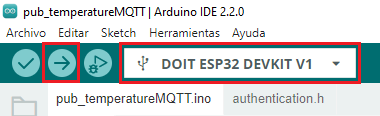 pub_temperatureMQTT | Arduino IDE 2.2.0
Archivo Editar Sketch Herramientas Ayuda
DOIT ESP32 DEVKIT V1
pub_temperatureMQTT.ino authentication.h